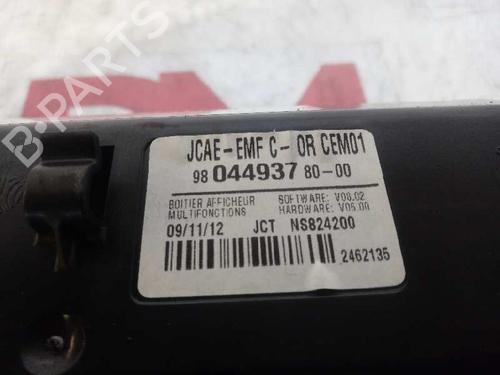 JCAE-EMF C- OR CEM01
98 044937 80-00
BOITIER AFFICHEUR SOFTWARE: V08.02
MULTIFONCTIONS HARDWARE: V05.00
09/11/12 JCT NS824200
2462135
B-PARTS